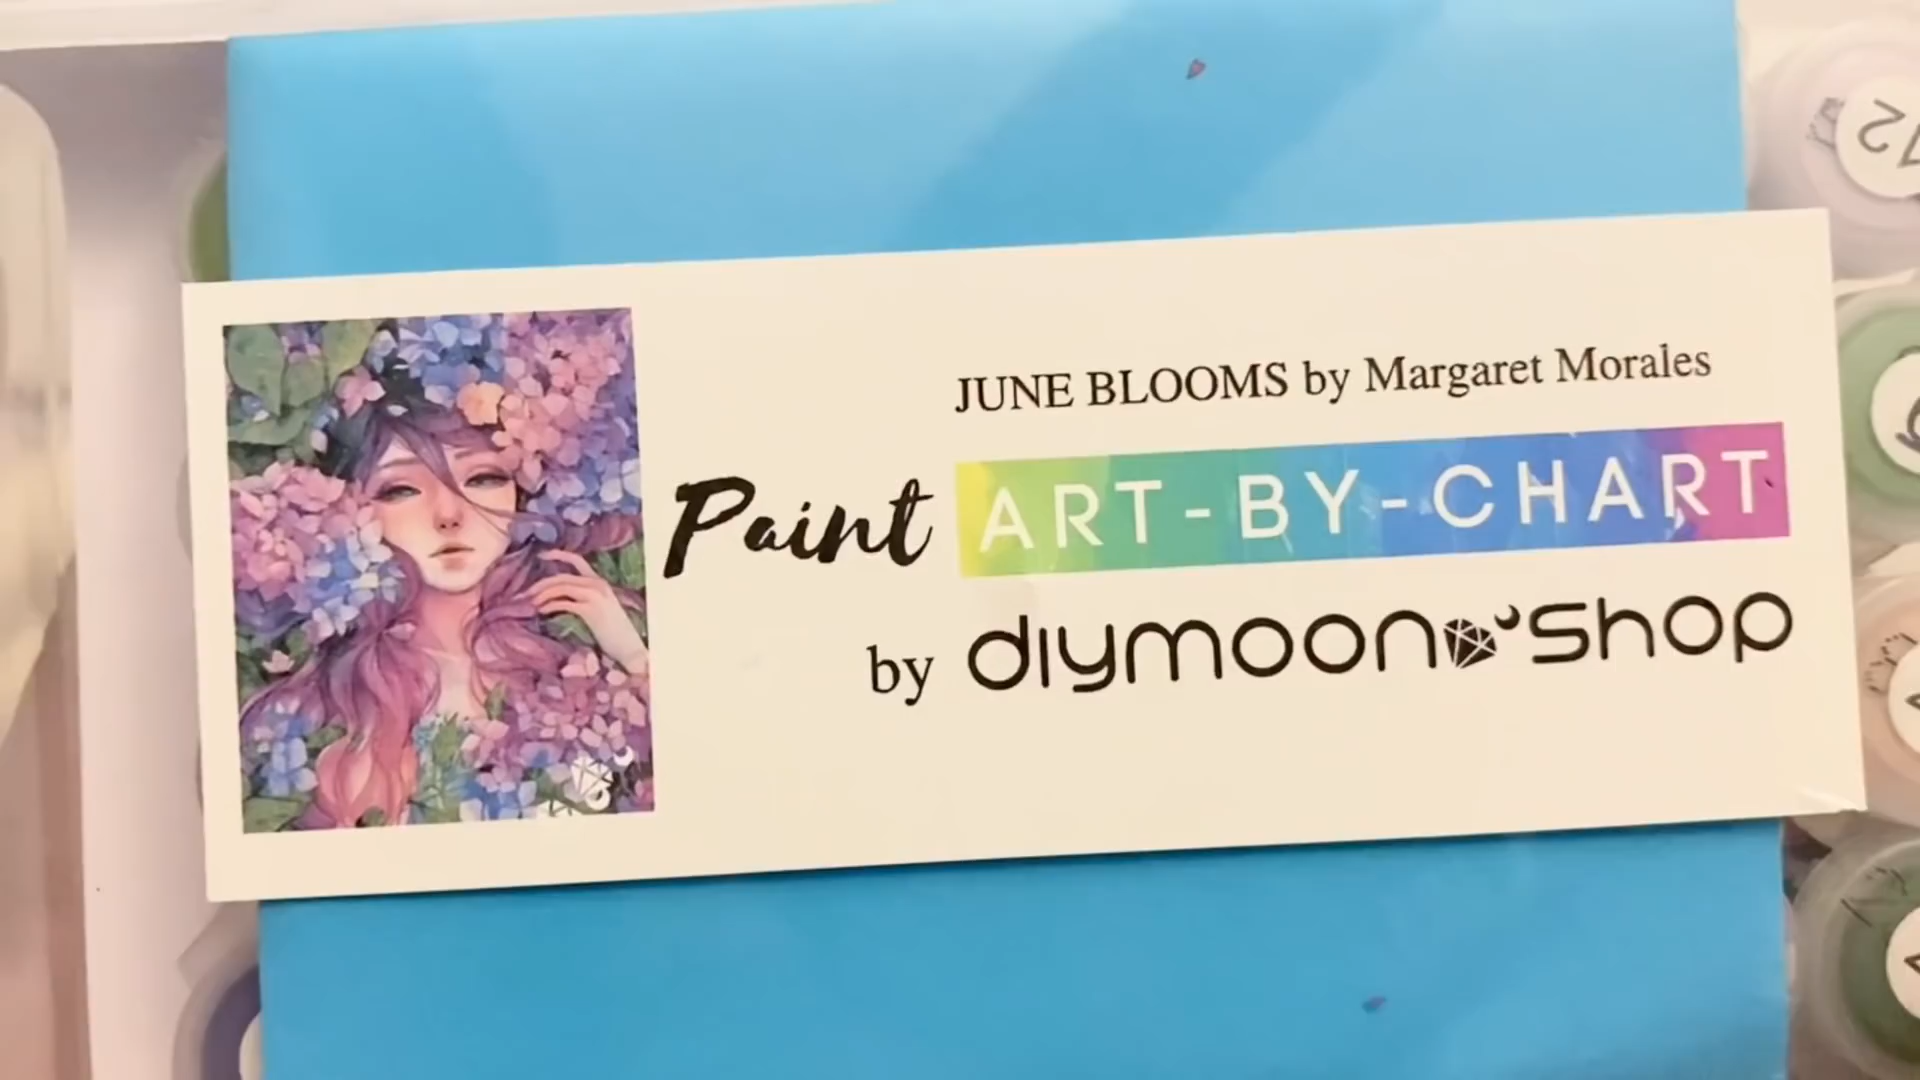 JUNE BLOOMS by Margaret Morales
Paint ART-BY-CHART
by diymoon shop